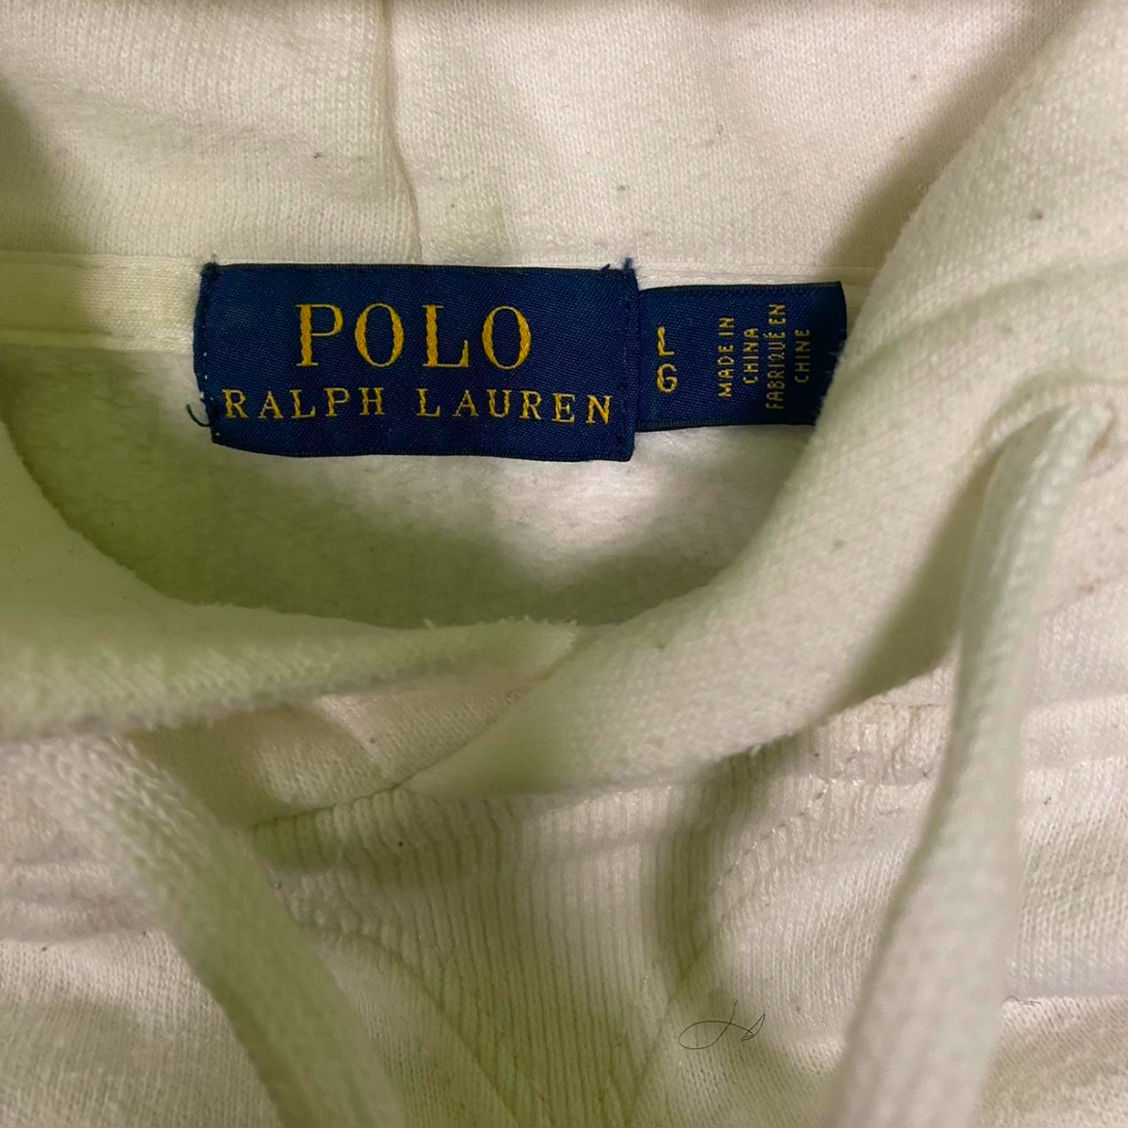 POLO
RALPH LAUREN
L
G
MADE IN
CHINA
FABRIQUÉ EN
CHINE